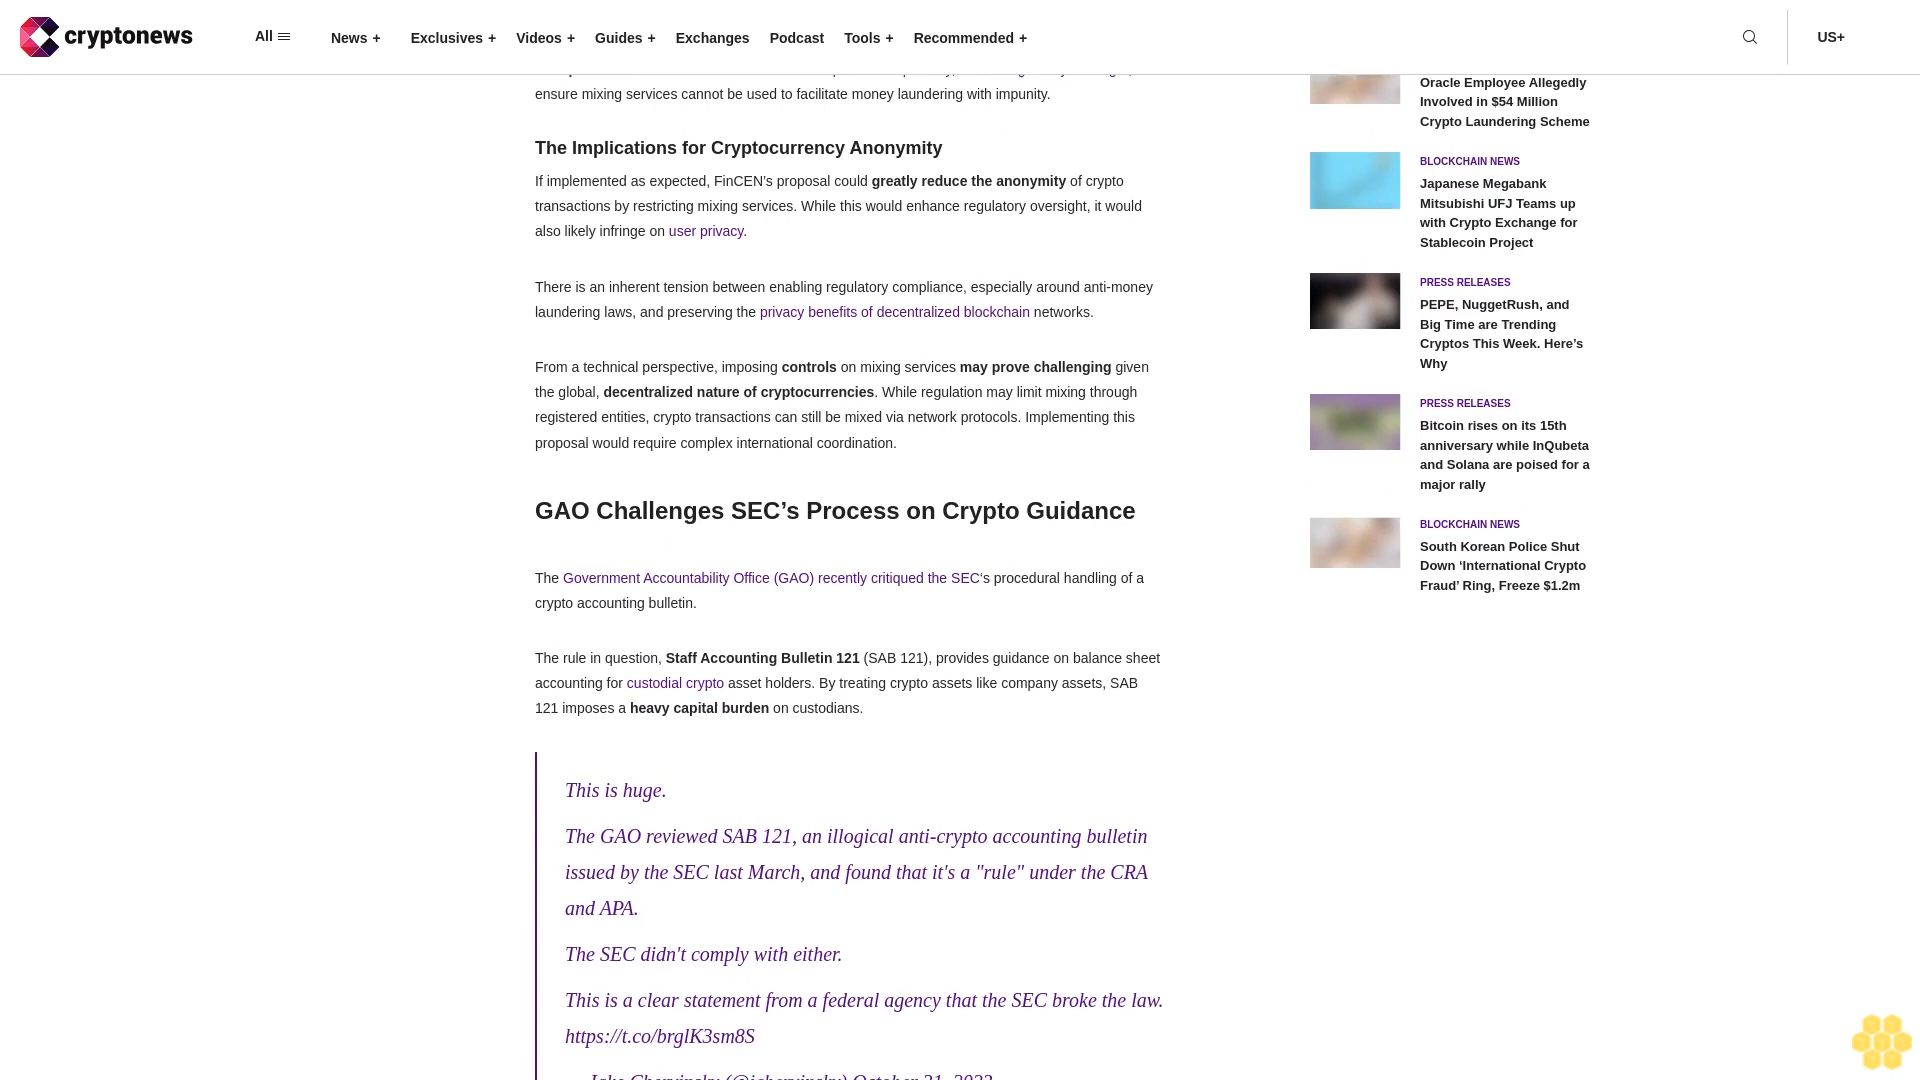 cryptonews
All
News +
Exclusives +
Videos +
Guides +
Exchanges
Podcast
Tools +
Recommended +
US+
ensure mixing services cannot be used to facilitate money laundering with impunity.
The Implications for Cryptocurrency Anonymity
If implemented as expected, FinCEN’s proposal could greatly reduce the anonymity of crypto
transactions by restricting mixing services. While this would enhance regulatory oversight, it would
also likely infringe on user privacy.
There is an inherent tension between enabling regulatory compliance, especially around anti-money
laundering laws, and preserving the privacy benefits of decentralized blockchain networks.
From a technical perspective, imposing controls on mixing services may prove challenging given
the global, decentralized nature of cryptocurrencies. While regulation may limit mixing through
registered entities, crypto transactions can still be mixed via network protocols. Implementing this
proposal would require complex international coordination.
GAO Challenges SEC’s Process on Crypto Guidance
The Government Accountability Office (GAO) recently critiqued the SEC‘s procedural handling of a
crypto accounting bulletin.
The rule in question, Staff Accounting Bulletin 121 (SAB 121), provides guidance on balance sheet
accounting for custodial crypto asset holders. By treating crypto assets like company assets, SAB
121 imposes a heavy capital burden on custodians.
This is huge.
The GAO reviewed SAB 121, an illogical anti-crypto accounting bulletin
issued by the SEC last March, and found that it's a "rule" under the CRA
and APA.
The SEC didn't comply with either.
This is a clear statement from a federal agency that the SEC broke the law.
https://t.co/brglK3sm8S
— Jake Chervinsky (@jchervinsky) October 31, 2023
Oracle Employee Allegedly
Involved in $54 Million
Crypto Laundering Scheme
BLOCKCHAIN NEWS
Japanese Megabank
Mitsubishi UFJ Teams up
with Crypto Exchange for
Stablecoin Project
PRESS RELEASES
PEPE, NuggetRush, and
Big Time are Trending
Cryptos This Week. Here’s
Why
PRESS RELEASES
Bitcoin rises on its 15th
anniversary while InQubeta
and Solana are poised for a
major rally
BLOCKCHAIN NEWS
South Korean Police Shut
Down ‘International Crypto
Fraud’ Ring, Freeze $1.2m